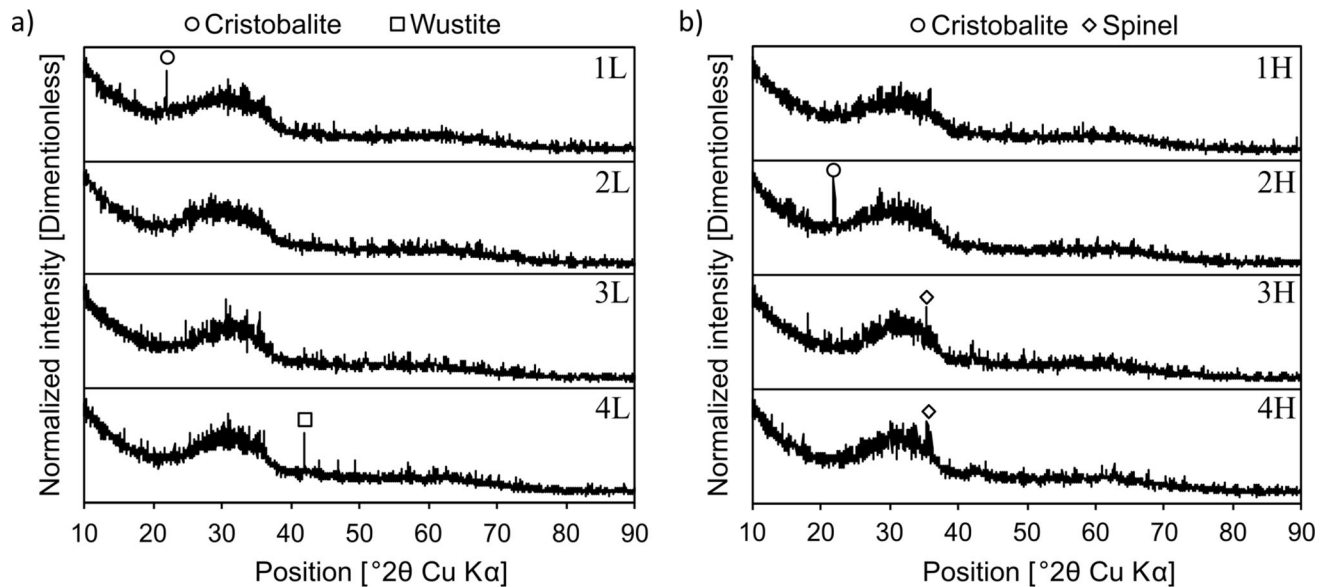 a)
Cristobalite Wustite
1L
2L
3L
4L
Normalized intensity [Dimentionless]
10 20 30 40 50 60 70 80 90
Position [°2θ Cu Kα]
b)
Cristobalite Spinel
1H
2H
3H
4H
Normalized intensity [Dimentionless]
10 20 30 40 50 60 70 80 90
Position [°2θ Cu Kα]